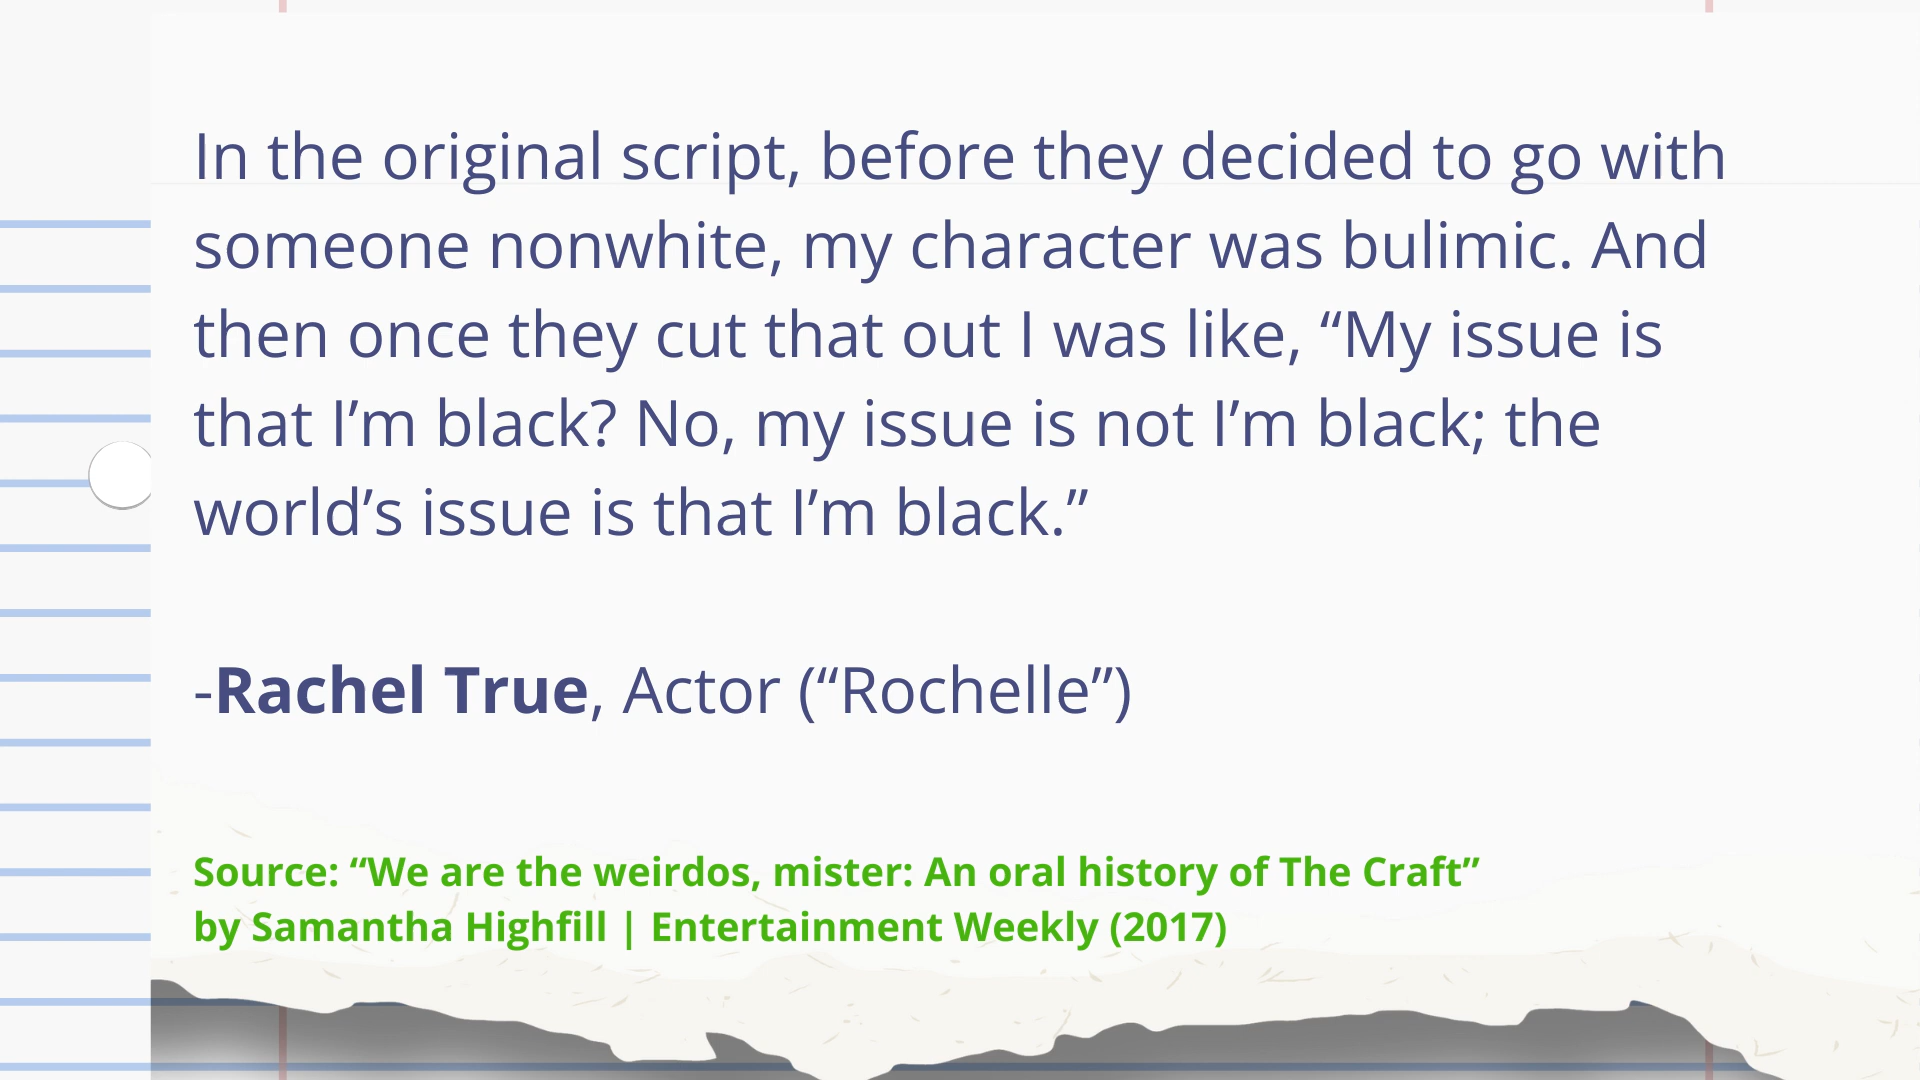 In the original script, before they decided to go with
someone nonwhite, my character was bulimic. And
then once they cut that out I was like, “My issue is
that I’m black? No, my issue is not I’m black; the
world’s issue is that I’m black.”
-Rachel True, Actor (“Rochelle”)
Source: “We are the weirdos, mister: An oral history of The Craft”
by Samantha Highfill | Entertainment Weekly (2017)